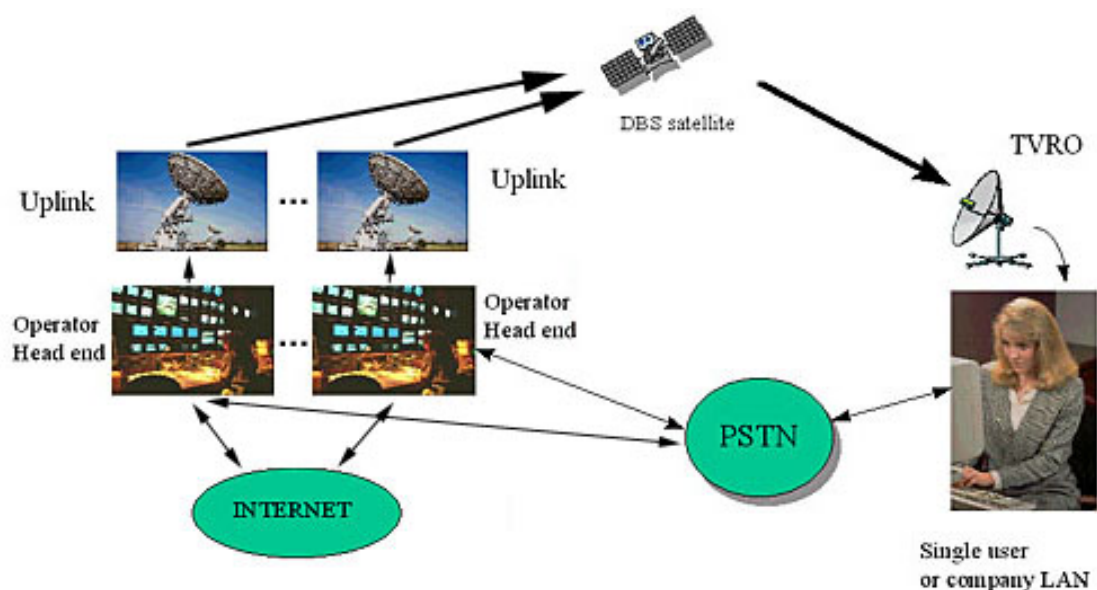 DBS satellite
TVRO
Uplink
...
Uplink
Operator
Head end
...
Operator
Head end
PSTN
INTERNET
Single user
or company LAN